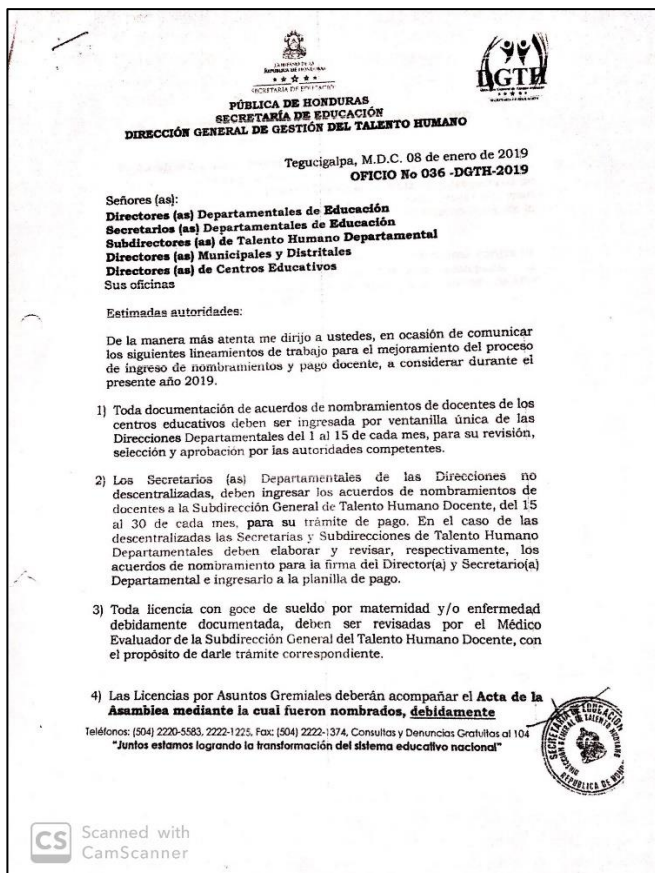 GOBIERNO DE LA
REPÚBLICA DE HONDURAS
SECRETARÍA DE EDUCACIÓN
DGTH
PÚBLICA DE HONDURAS
SECRETARÍA DE EDUCACIÓN
DIRECCIÓN GENERAL DE GESTIÓN DEL TALENTO HUMANO
Tegucigalpa, M.D.C. 08 de enero de 2019
OFICIO No 036 -DGTH-2019
Señores (as):
Directores (as) Departamentales de Educación
Secretarios (as) Departamentales de Educación
Subdirectores (as) de Talento Humano Departamental
Directores (as) Municipales y Distritales
Directores (as) de Centros Educativos
Sus oficinas
Estimadas autoridades:
De la manera más atenta me dirijo a ustedes, en ocasión de comunicar
los siguientes lineamientos de trabajo para el mejoramiento del proceso
de ingreso de nombramientos y pago docente, a considerar durante el
presente año 2019.
1) Toda documentación de acuerdos de nombramientos de docentes de los
centros educativos deben ser ingresada por ventanilla única de las
Direcciones Departamentales del 1 al 15 de cada mes, para su revisión,
selección y aprobación por las autoridades competentes.
2) Los Secretarios (as) Departamentales de las Direcciones no
descentralizadas, deben ingresar los acuerdos de nombramientos de
docentes a la Subdirección General de Talento Humano Docente, del 15
al 30 de cada mes, para su trámite de pago. En el caso de las
descentralizadas las Secretarias y Subdirecciones de Talento Humano
Departamentales deben elaborar y revisar, respectivamente, los
acuerdos de nombramiento para la firma del Director(a) y Secretario(a)
Departamental e ingresarlo a la planilla de pago.
3) Toda licencia con goce de sueldo por maternidad y/o enfermedad
debidamente documentada, deben ser revisadas por el Médico
Evaluador de la Subdirección General del Talento Humano Docente, con
el propósito de darle trámite correspondiente.
4) Las Licencias por Asuntos Gremiales deberán acompañar el Acta de la
Asamblea mediante la cual fueron nombrados, debidamente
Teléfonos: (504) 2220-5583, 2222-1225, Fax: (504) 2222-1374, Consultas y Denuncias Gratuitas al 104
"Juntos estamos logrando la transformación del sistema educativo nacional"
SECRETARÍA DE EDUCACIÓN
REPUBLICA DE
CS Scanned with
CamScanner